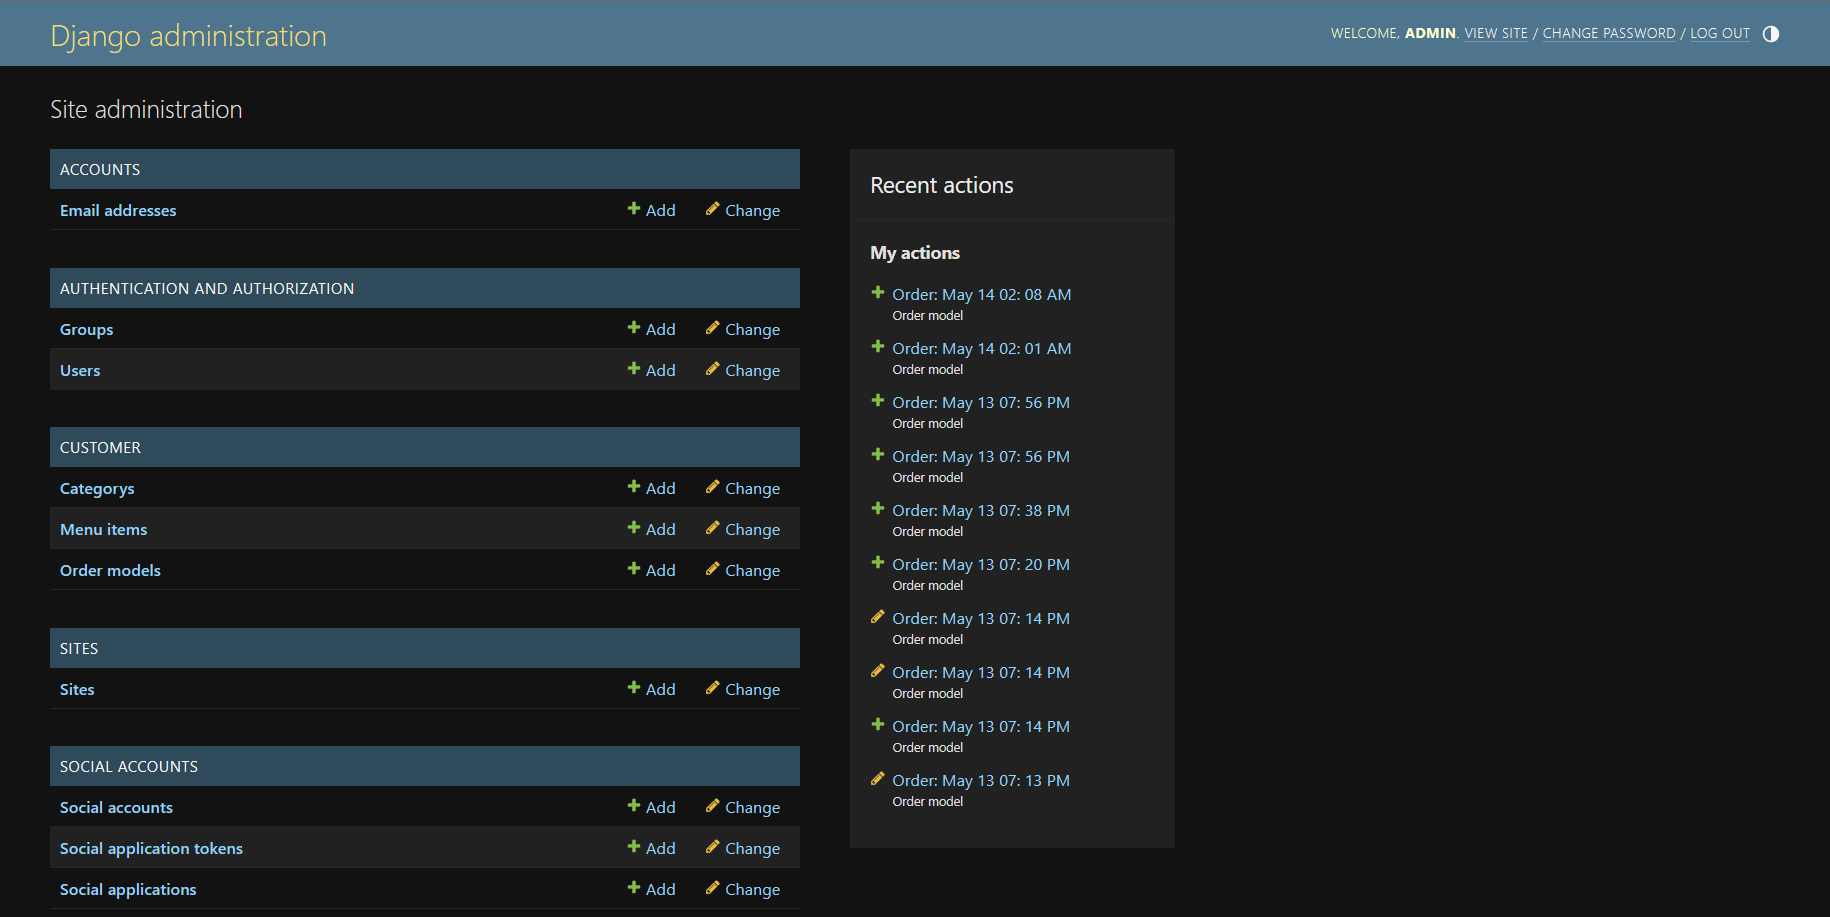 Django administration
WELCOME, ADMIN. VIEW SITE / CHANGE PASSWORD / LOG OUT
Site administration
ACCOUNTS
Email addresses Add Change
AUTHENTICATION AND AUTHORIZATION
Groups Add Change
Users Add Change
CUSTOMER
Categorys Add Change
Menu items Add Change
Order models Add Change
SITES
Sites Add Change
SOCIAL ACCOUNTS
Social accounts Add Change
Social application tokens Add Change
Social applications Add Change
Recent actions
My actions
Order: May 14 02: 08 AM
Order model
Order: May 14 02: 01 AM
Order model
Order: May 13 07: 56 PM
Order model
Order: May 13 07: 56 PM
Order model
Order: May 13 07: 38 PM
Order model
Order: May 13 07: 20 PM
Order model
Order: May 13 07: 14 PM
Order model
Order: May 13 07: 14 PM
Order model
Order: May 13 07: 14 PM
Order model
Order: May 13 07: 13 PM
Order model